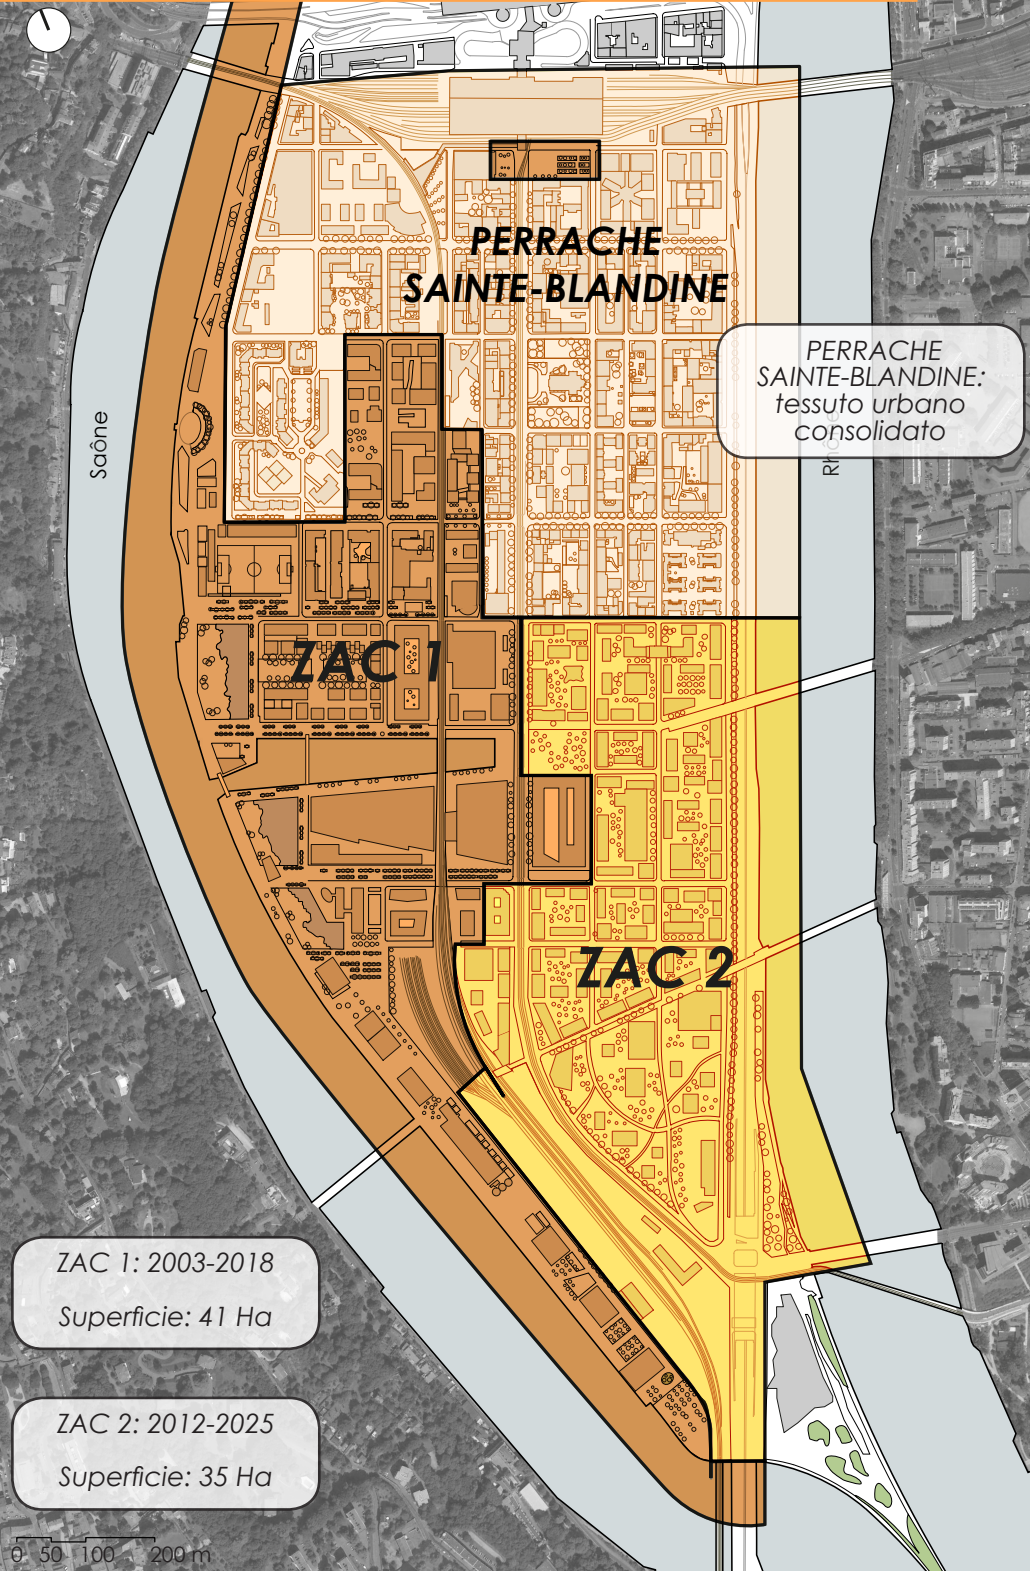 PERRACHE
SAINTE-BLANDINE
PERRACHE
SAINTE-BLANDINE:
tessuto urbano
consolidato
Saône
ZAC 1
ZAC 2
ZAC 1: 2003-2018
Superficie: 41 Ha
ZAC 2: 2012-2025
Superficie: 35 Ha
0 50 100 200 m